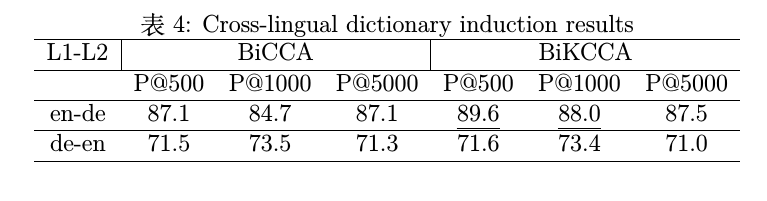 表 4: Cross-lingual dictionary induction results
L1-L2 BiCCA BiKCCA
P@500 P@1000 P@5000 P@500 P@1000 P@5000
en-de 87.1 84.7 87.1 89.6 88.0 87.5
de-en 71.5 73.5 71.3 71.6 73.4 71.0